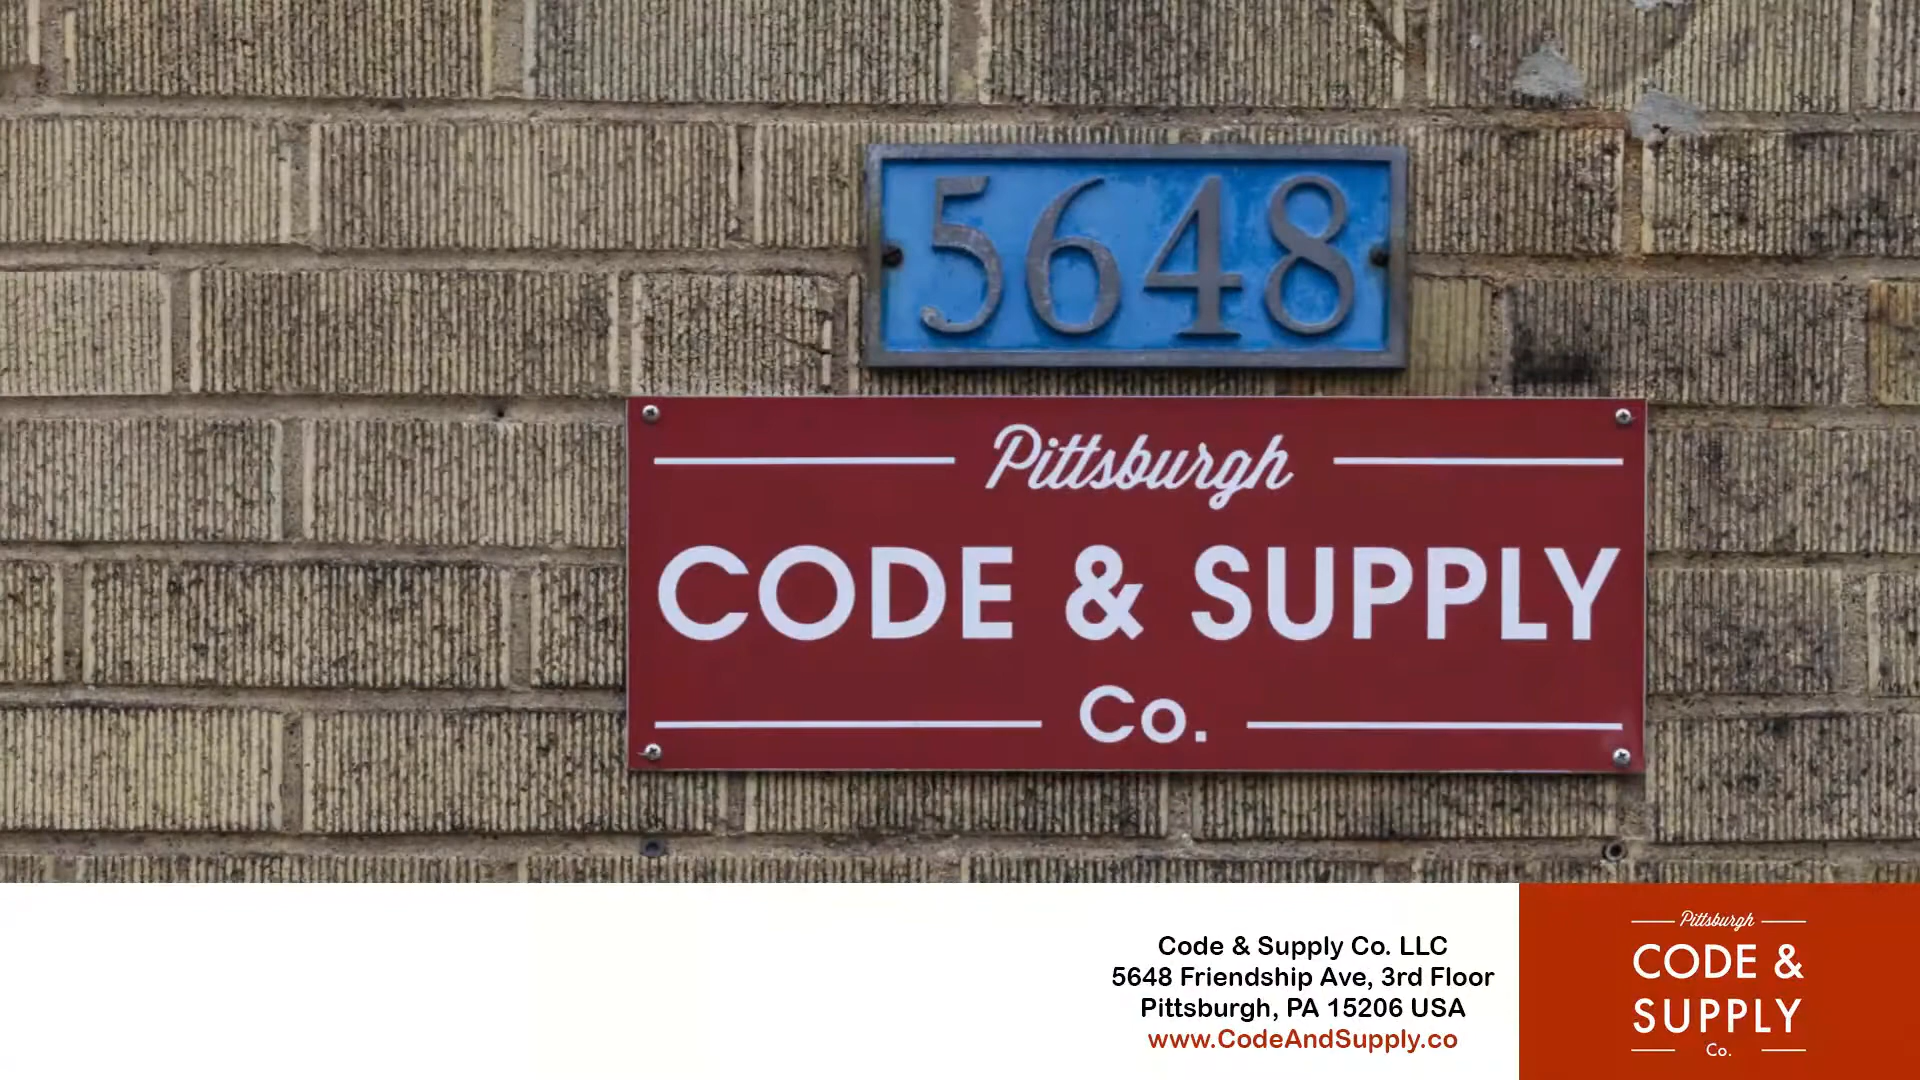 5648
Pittsburgh
CODE & SUPPLY
Co.
Code & Supply Co. LLC
5648 Friendship Ave, 3rd Floor
Pittsburgh, PA 15206 USA
www.CodeAndSupply.co
Pittsburgh
CODE &
SUPPLY
Co.